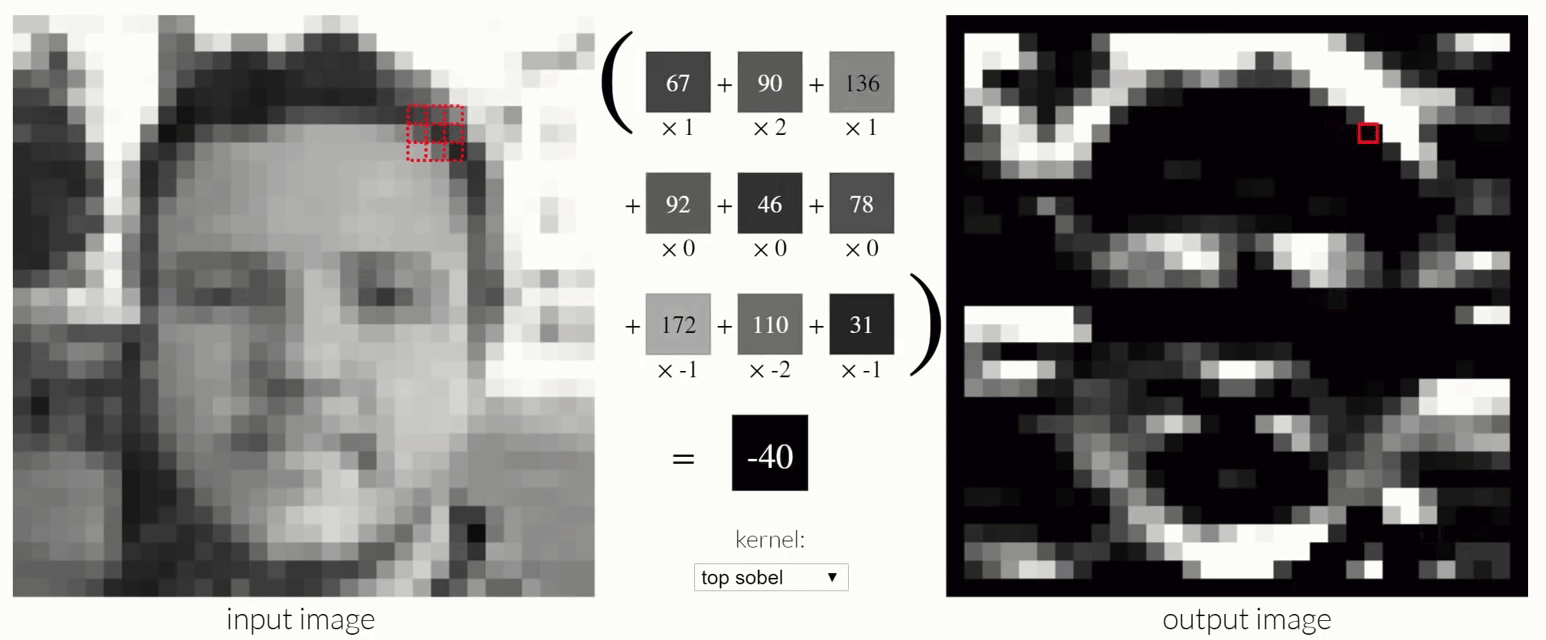 ( 67 + 90 + 136
× 1 × 2 × 1
+ 92 + 46 + 78
× 0 × 0 × 0
+ 172 + 110 + 31 )
× -1 × -2 × -1
= -40
kernel:
top sobel ▼
input image
output image